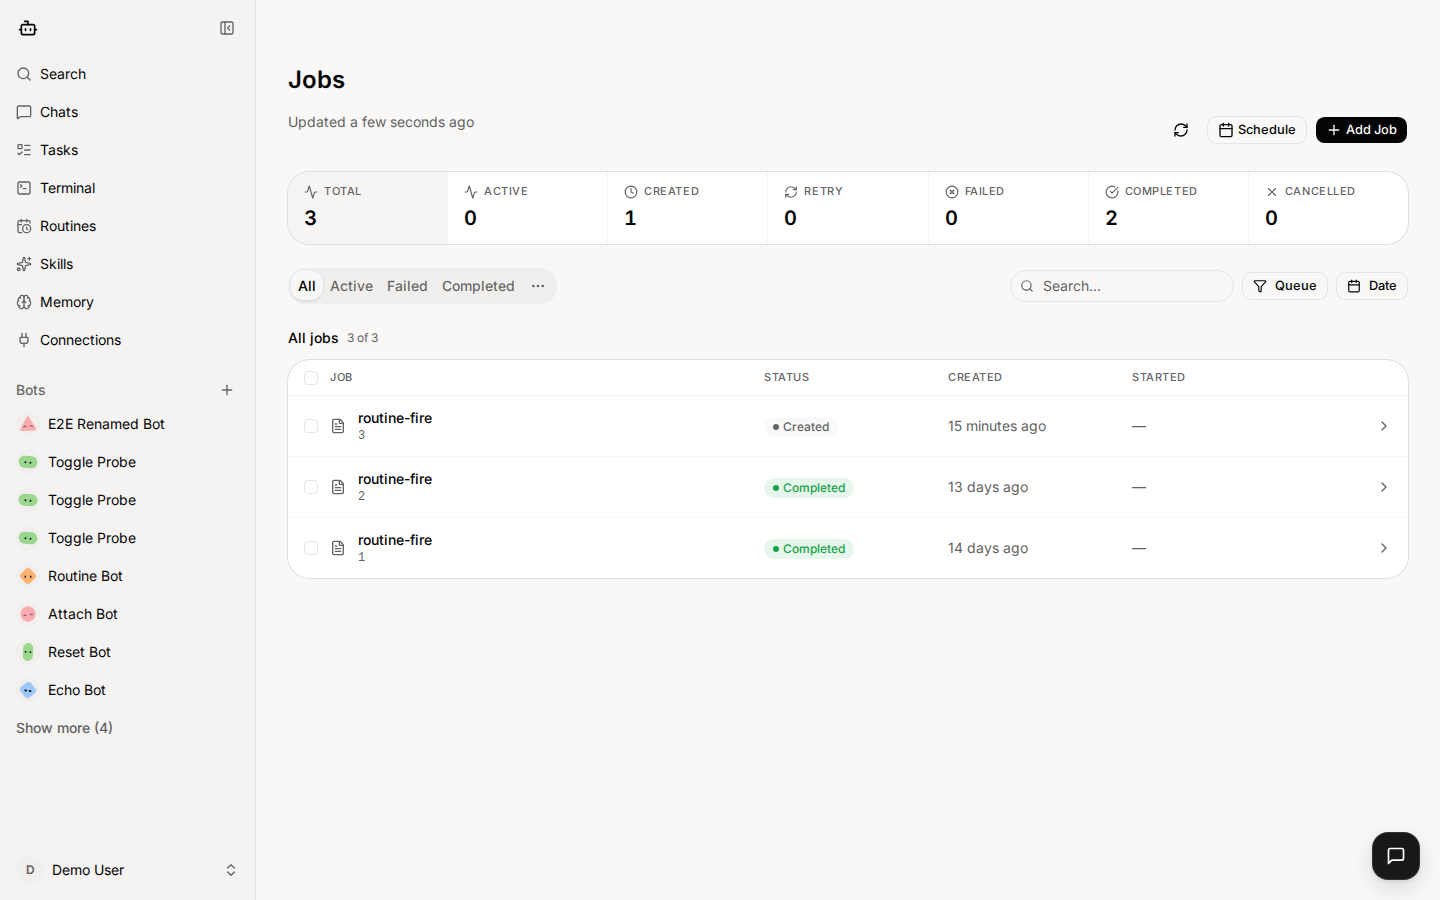 Search
Chats
Tasks
Terminal
Routines
Skills
Memory
Connections
Bots
E2E Renamed Bot
Toggle Probe
Toggle Probe
Toggle Probe
Routine Bot
Attach Bot
Reset Bot
Echo Bot
Show more (4)
D Demo User
Jobs
Updated a few seconds ago
Schedule
Add Job
TOTAL
3
ACTIVE
0
CREATED
1
RETRY
0
FAILED
0
COMPLETED
2
CANCELLED
0
All Active Failed Completed
Search...
Queue
Date
All jobs 3 of 3
JOB STATUS CREATED STARTED
routine-fire
3
Created 15 minutes ago —
routine-fire
2
Completed 13 days ago —
routine-fire
1
Completed 14 days ago —